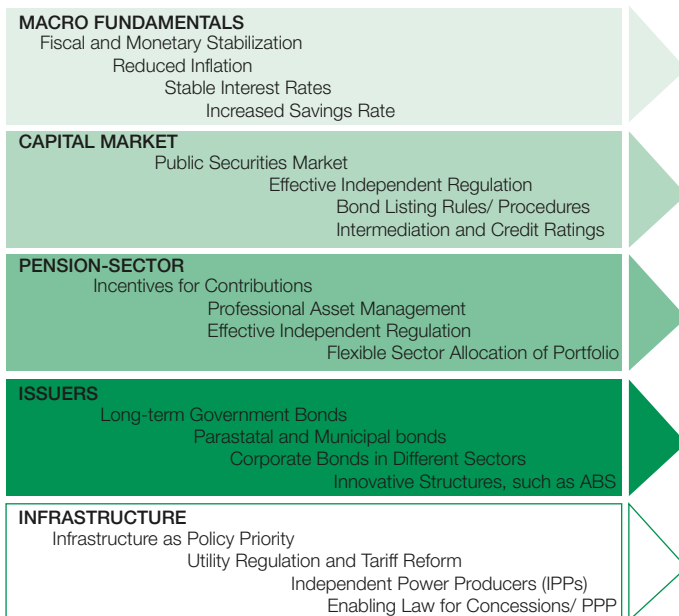 MACRO FUNDAMENTALS
Fiscal and Monetary Stabilization
Reduced Inflation
Stable Interest Rates
Increased Savings Rate
CAPITAL MARKET
Public Securities Market
Effective Independent Regulation
Bond Listing Rules/ Procedures
Intermediation and Credit Ratings
PENSION-SECTOR
Incentives for Contributions
Professional Asset Management
Effective Independent Regulation
Flexible Sector Allocation of Portfolio
ISSUERS
Long-term Government Bonds
Parastatal and Municipal bonds
Corporate Bonds in Different Sectors
Innovative Structures, such as ABS
INFRASTRUCTURE
Infrastructure as Policy Priority
Utility Regulation and Tariff Reform
Independent Power Producers (IPPs)
Enabling Law for Concessions/ PPP